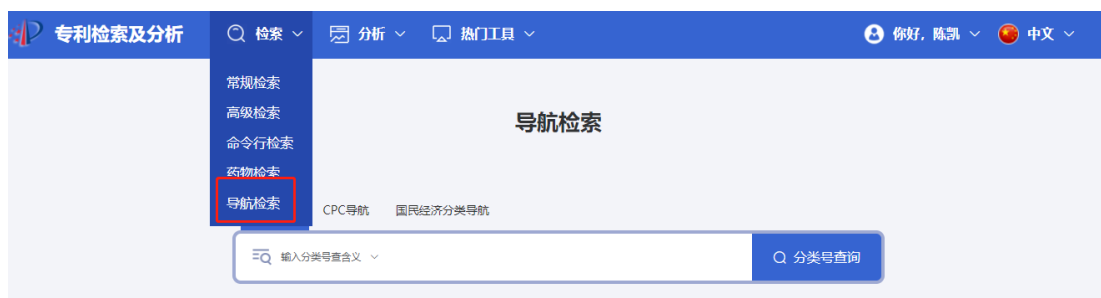 专利检索及分析 检索 分析 热门工具 你好, 陈凯 中文
常规检索
高级检索
导航检索
命令行检索
药物检索
导航检索
CPC导航 国民经济分类导航
输入分类号查含义 分类号查询